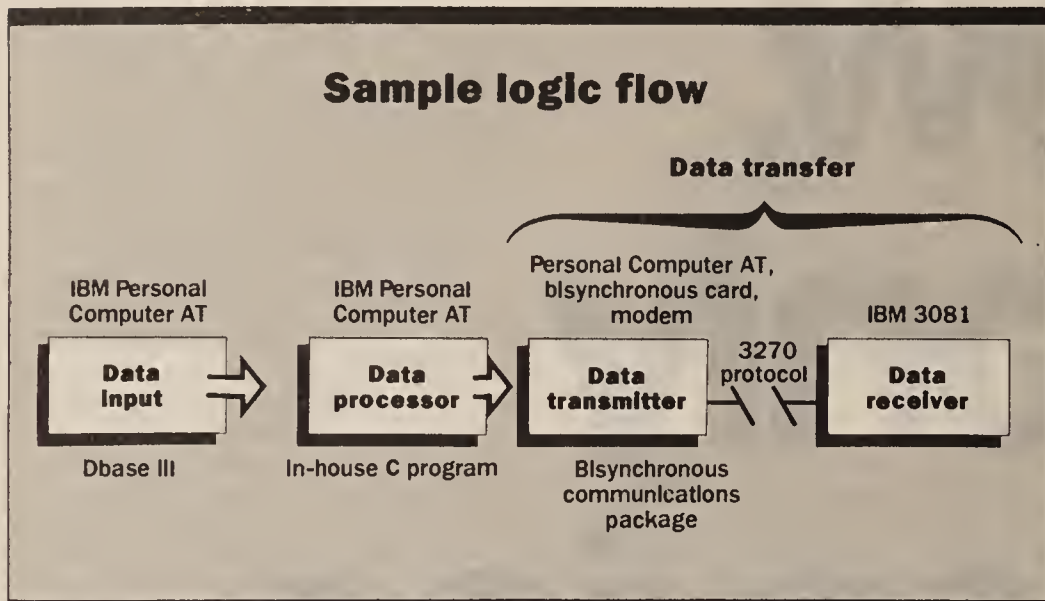 Sample logic flow
Data transfer
IBM Personal
Computer AT
Data
input
Dbase III
IBM Personal
Computer AT
Data
processor
In-house C program
Personal Computer AT,
bisynchronous card,
modem
Data
transmitter
Bisynchronous
communications
package
3270
protocol
IBM 3081
Data
receiver